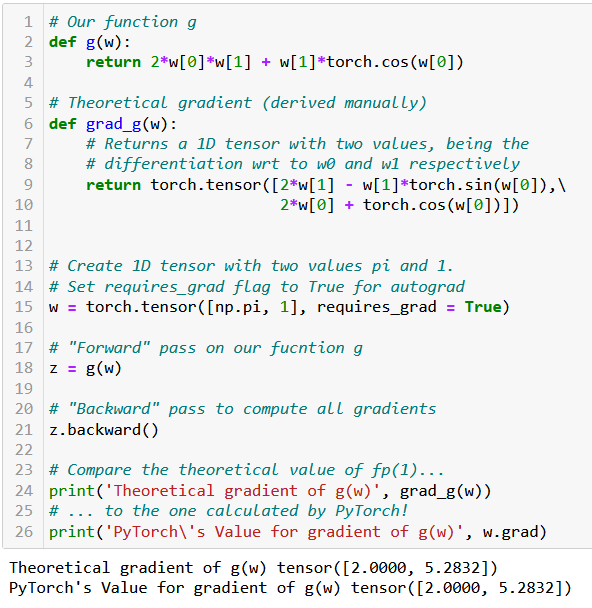 1 # Our function g
2 def g(w):
3     return 2*w[0]*w[1] + w[1]*torch.cos(w[0])
4
5 # Theoretical gradient (derived manually)
6 def grad_g(w):
7     # Returns a 1D tensor with two values, being the
8     # differentiation wrt to w0 and w1 respectively
9     return torch.tensor([2*w[1] - w[1]*torch.sin(w[0]),\
10                          2*w[0] + torch.cos(w[0])])
11
12
13 # Create 1D tensor with two values pi and 1.
14 # Set requires_grad flag to True for autograd
15 w = torch.tensor([np.pi, 1], requires_grad = True)
16
17 # "Forward" pass on our fucntion g
18 z = g(w)
19
20 # "Backward" pass to compute all gradients
21 z.backward()
22
23 # Compare the theoretical value of fp(1)...
24 print('Theoretical gradient of g(w)', grad_g(w))
25 # ... to the one calculated by PyTorch!
26 print('PyTorch\'s Value for gradient of g(w)', w.grad)
Theoretical gradient of g(w) tensor([2.0000, 5.2832])
PyTorch's Value for gradient of g(w) tensor([2.0000, 5.2832])